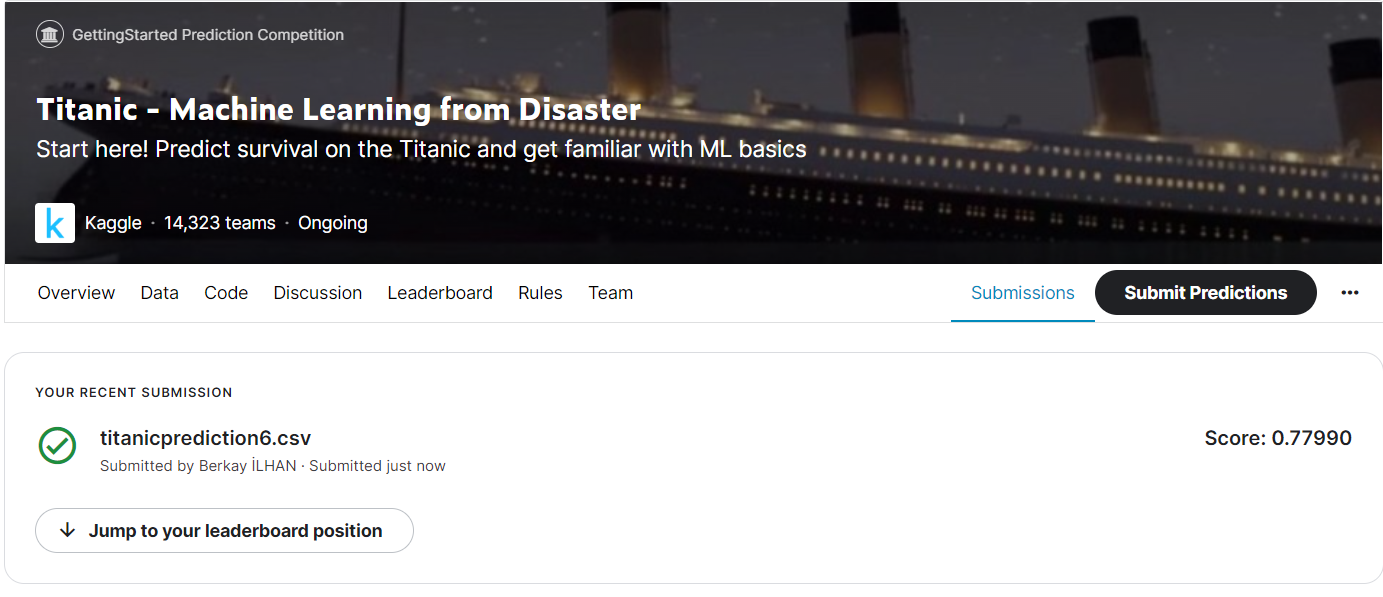 GettingStarted Prediction Competition
Titanic - Machine Learning from Disaster
Start here! Predict survival on the Titanic and get familiar with ML basics
k Kaggle · 14,323 teams · Ongoing
Overview Data Code Discussion Leaderboard Rules Team Submissions Submit Predictions ···
YOUR RECENT SUBMISSION
titanicprediction6.csv Score: 0.77990
Submitted by Berkay İLHAN · Submitted just now
Jump to your leaderboard position